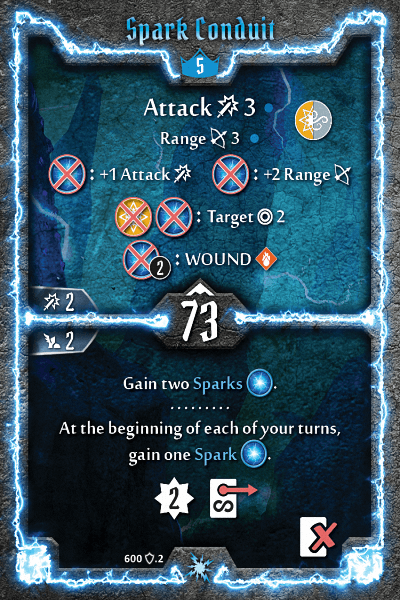 Spark Conduit
5
Attack 3
Range 3
: +1 Attack : +2 Range
: Target 2
2 : WOUND
2
73
2
Gain two Sparks .
At the beginning of each of your turns,
gain one Spark .
2 S
600 .2